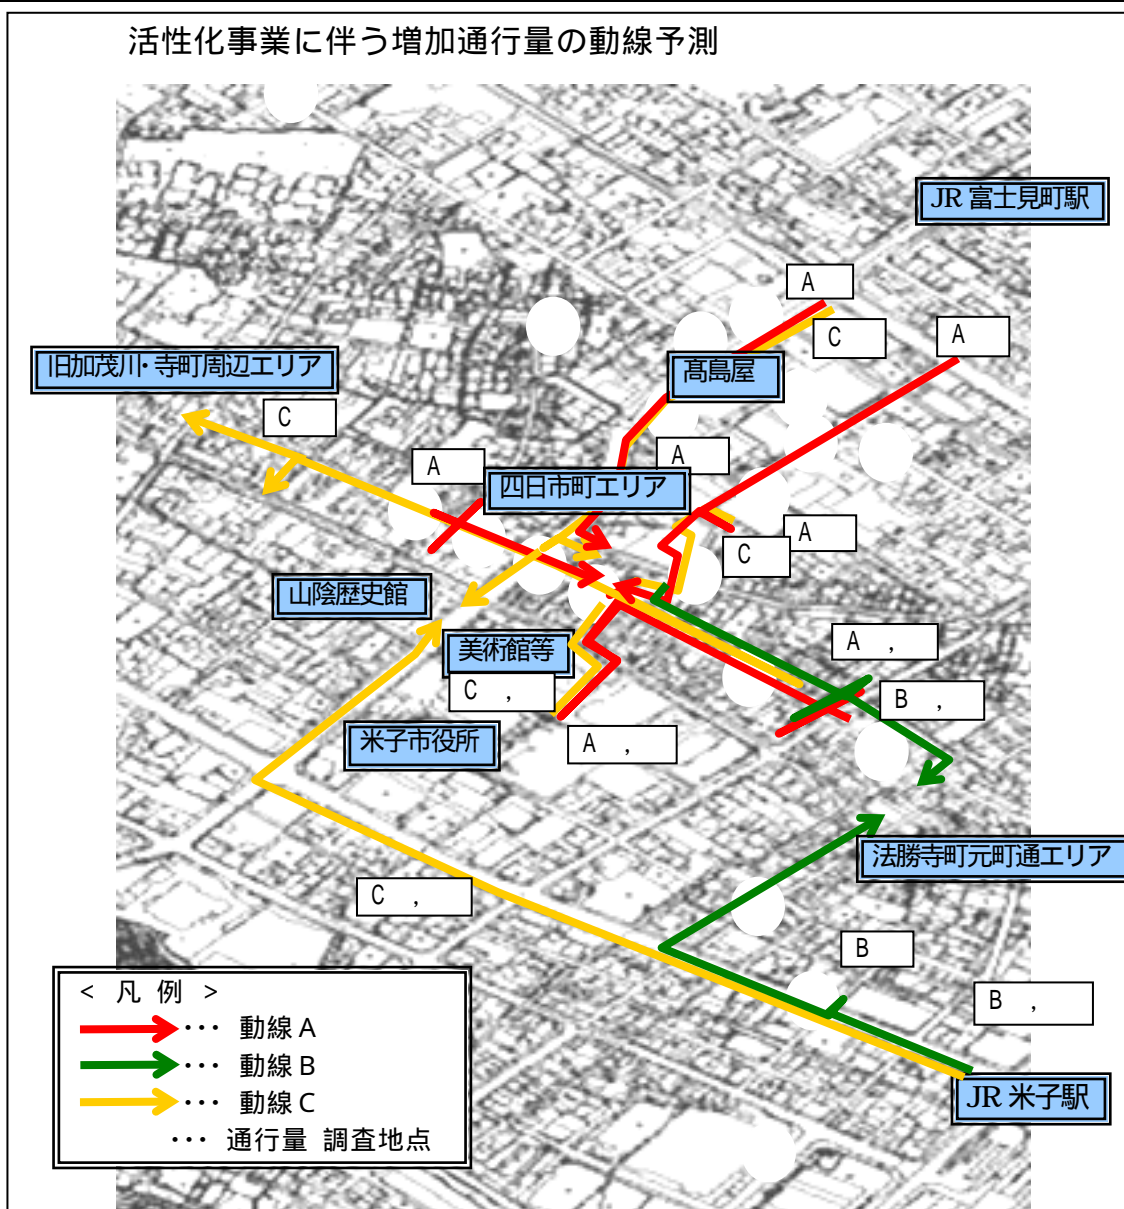 活性化事業に伴う増加通行量の動線予測
JR 富士見町駅
A
C
A
髙島屋
旧加茂川・寺町周辺エリア
C
A
A
四日市町エリア
A
C
山陰歴史館
A ,
美術館等
C ,
B ,
A ,
米子市役所
法勝寺町元町通エリア
C ,
B
B ,
JR 米子駅
< 凡 例 >
・・・ 動線 A
・・・ 動線 B
・・・ 動線 C
・・・ 通行量 調査地点